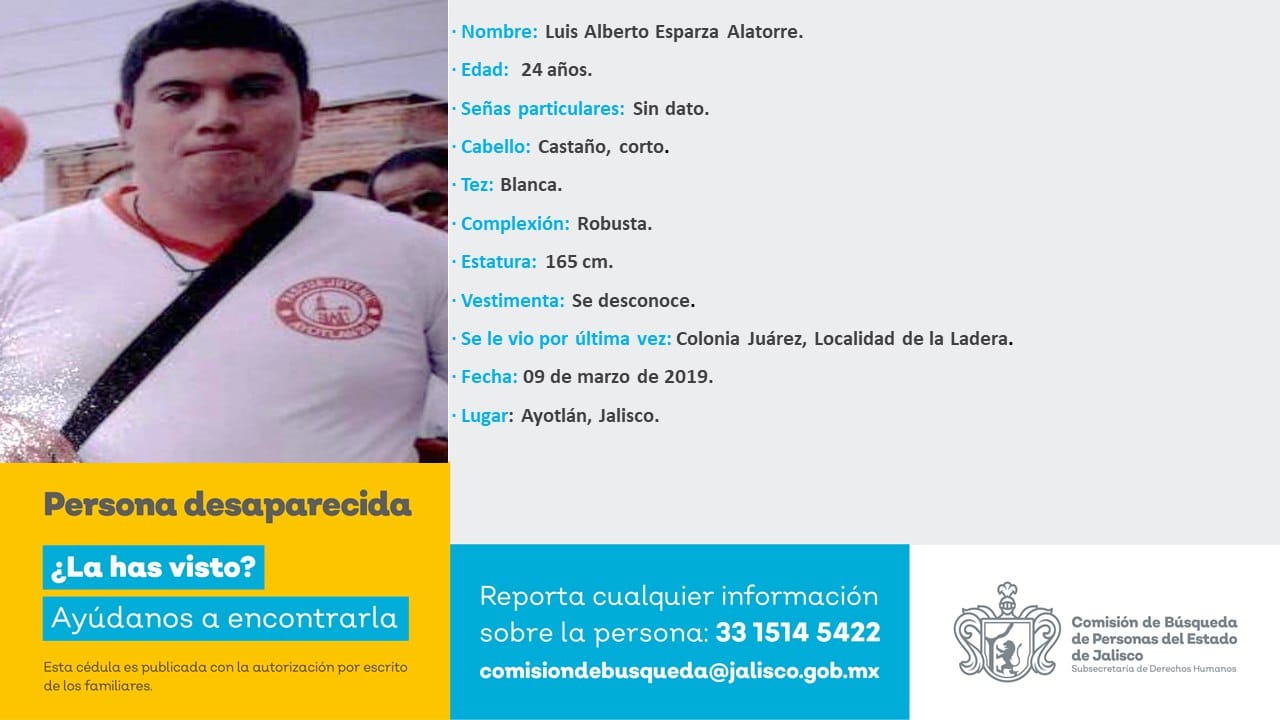 · Nombre: Luis Alberto Esparza Alatorre.
· Edad: 24 años.
· Señas particulares: Sin dato.
· Cabello: Castaño, corto.
· Tez: Blanca.
· Complexión: Robusta.
· Estatura: 165 cm.
· Vestimenta: Se desconoce.
· Se le vio por última vez: Colonia Juárez, Localidad de la Ladera.
· Fecha: 09 de marzo de 2019.
· Lugar: Ayotlán, Jalisco.
PASCUA JUVENIL
AYOTLAN
Persona desaparecida
¿La has visto?
Ayúdanos a encontrarla
Esta cédula es publicada con la autorización por escrito
de los familiares.
Reporta cualquier información
sobre la persona: 33 1514 5422
comisiondebusqueda@jalisco.gob.mx
Comisión de Búsqueda
de Personas del Estado
de Jalisco
Subsecretaría de Derechos Humanos